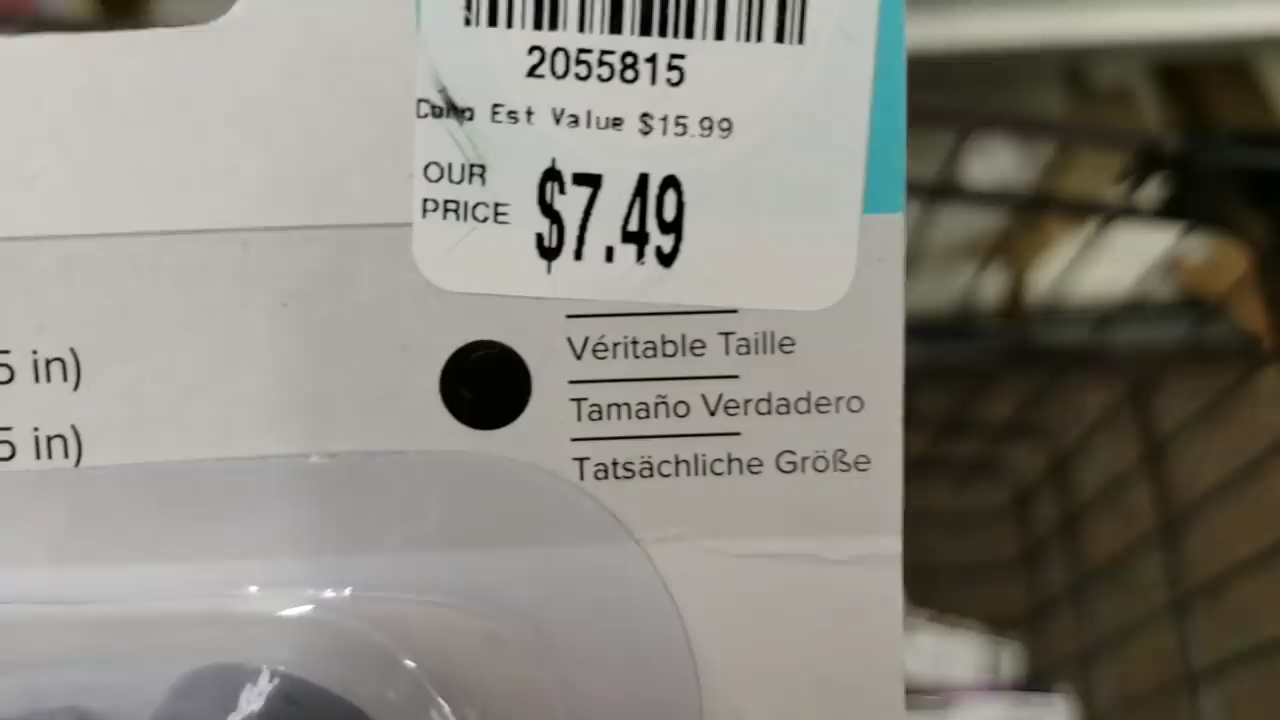 2055815
Comp Est Value $15.99
OUR
PRICE $7.49
Véritable Taille
5 in)
Tamaño Verdadero
5 in)
Tatsächliche Größe